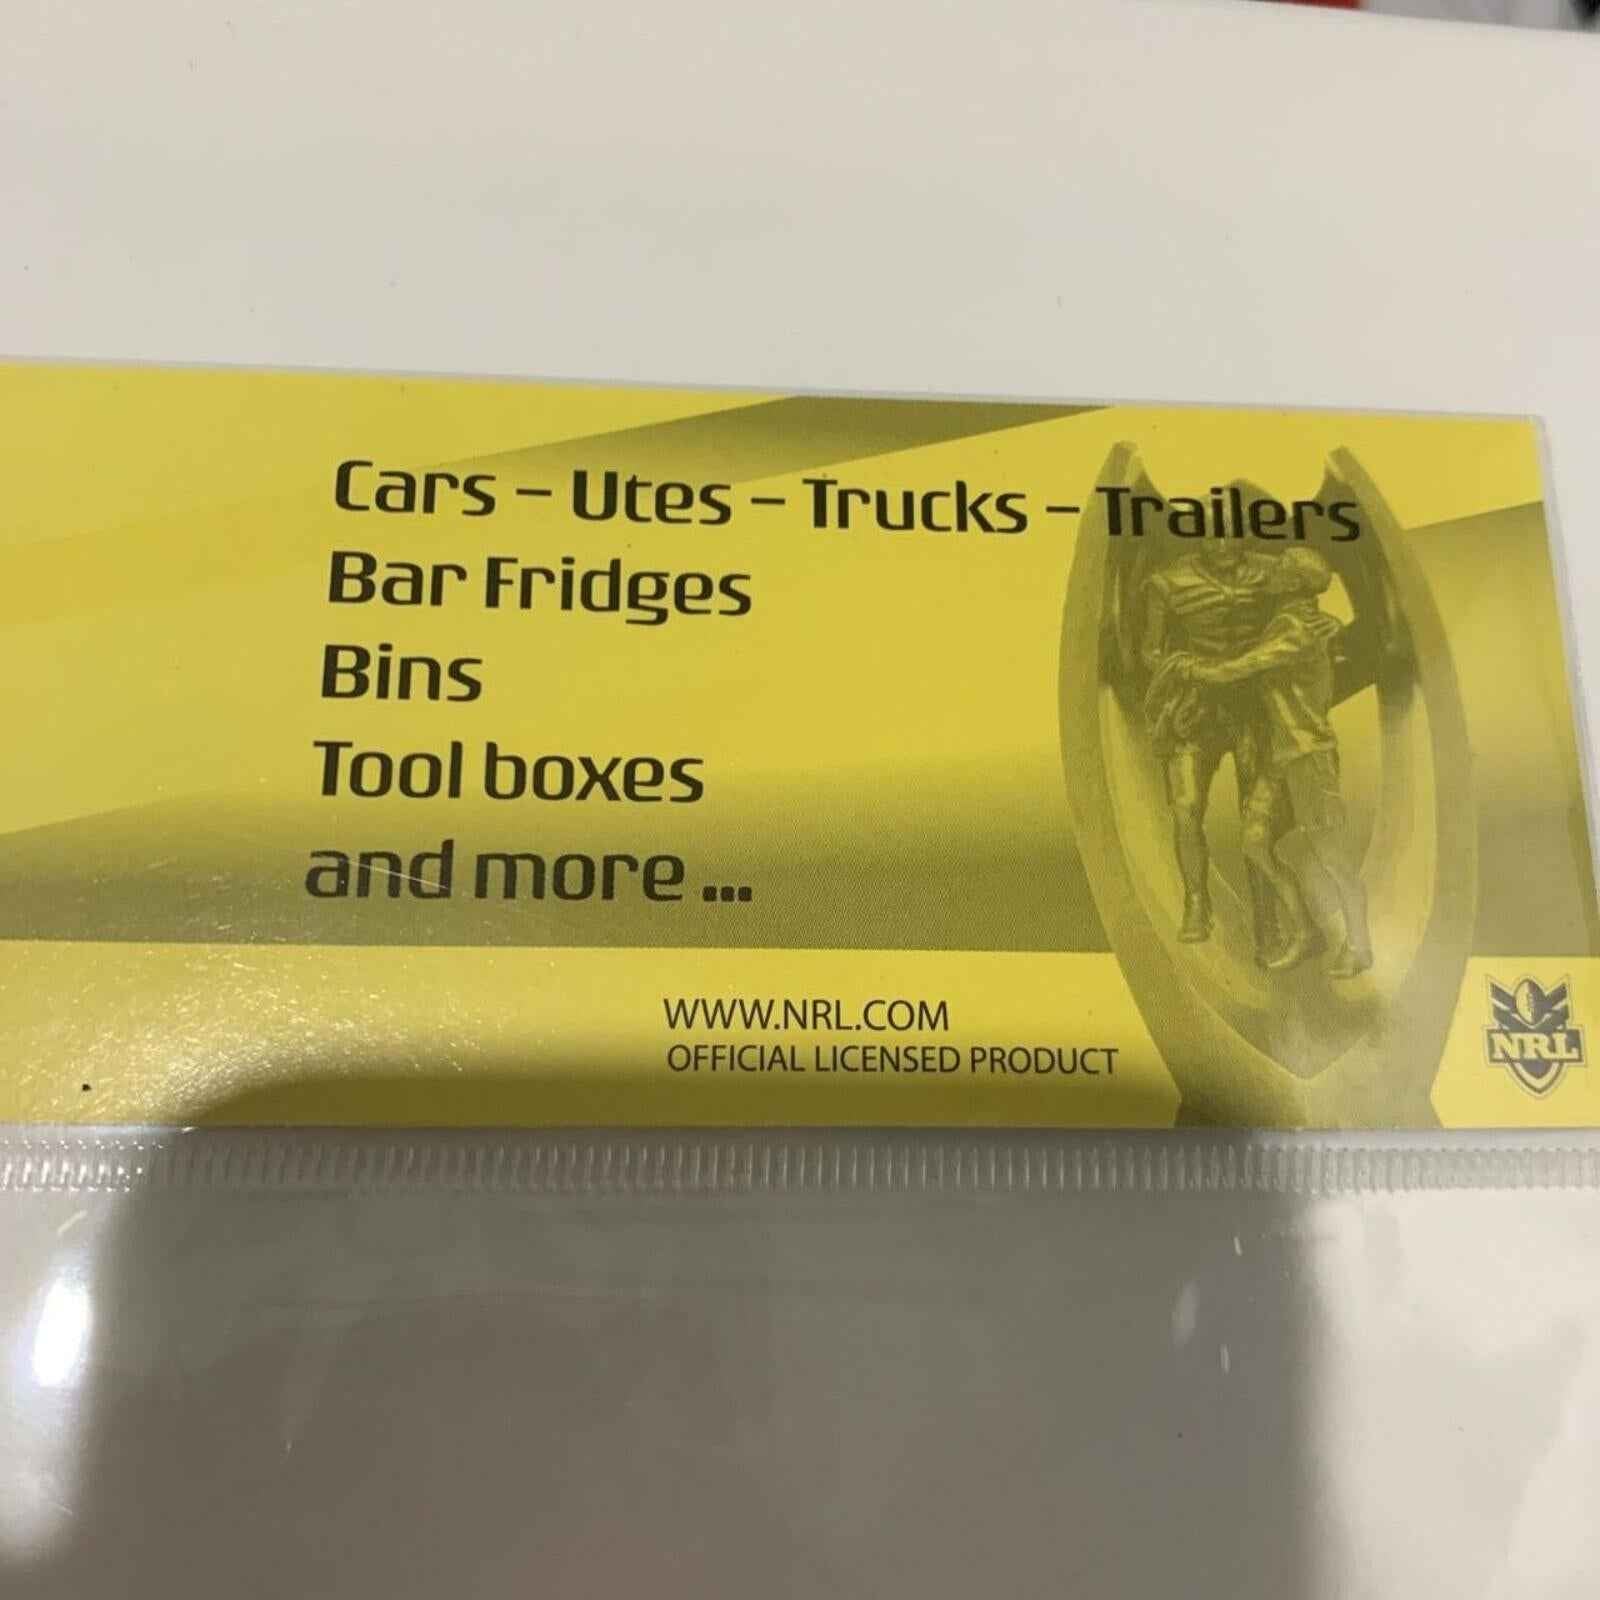 Cars – Utes – Trucks – Trailers
Bar Fridges
Bins
Tool boxes
and more ...
WWW.NRL.COM
OFFICIAL LICENSED PRODUCT
NRL